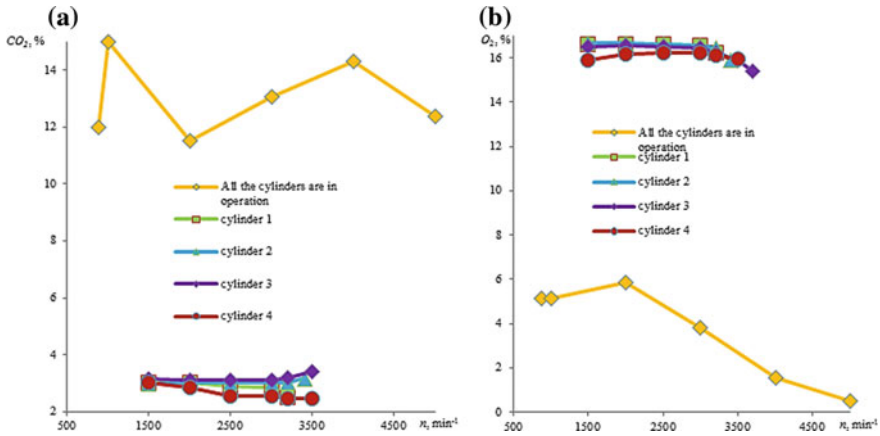 (a)
CO2, %
14
12
10
8
6
4
2
500
1500
2500
3500
4500
n, min-1
All the cylinders are in
operation
cylinder 1
cylinder 2
cylinder 3
cylinder 4
(b)
O2, %
16
14
12
10
8
6
4
2
0
500
1500
2500
3500
4500
n, min-1
All the cylinders are in
operation
cylinder 1
cylinder 2
cylinder 3
cylinder 4